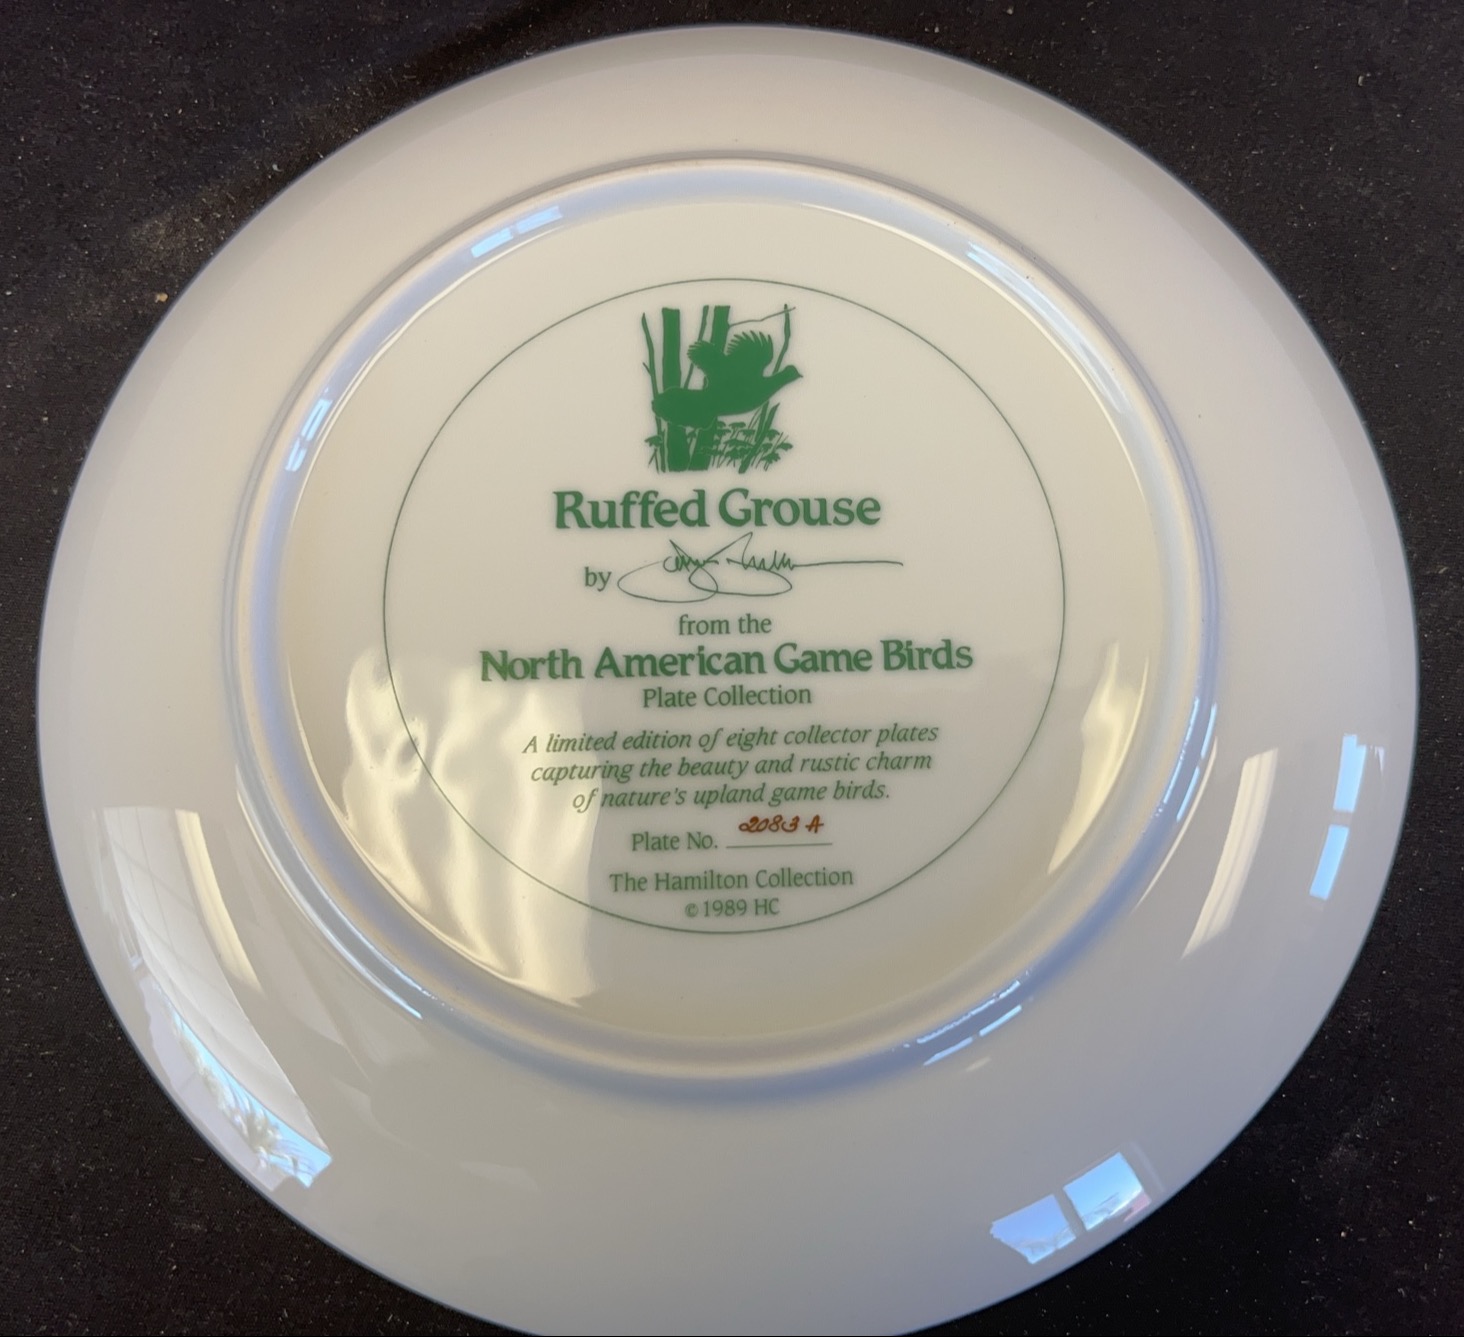 Ruffed Grouse
by
from the
North American Game Birds
Plate Collection
A limited edition of eight collector plates
capturing the beauty and rustic charm
of nature's upland game birds.
Plate No. 2083 A
The Hamilton Collection
© 1989 HC